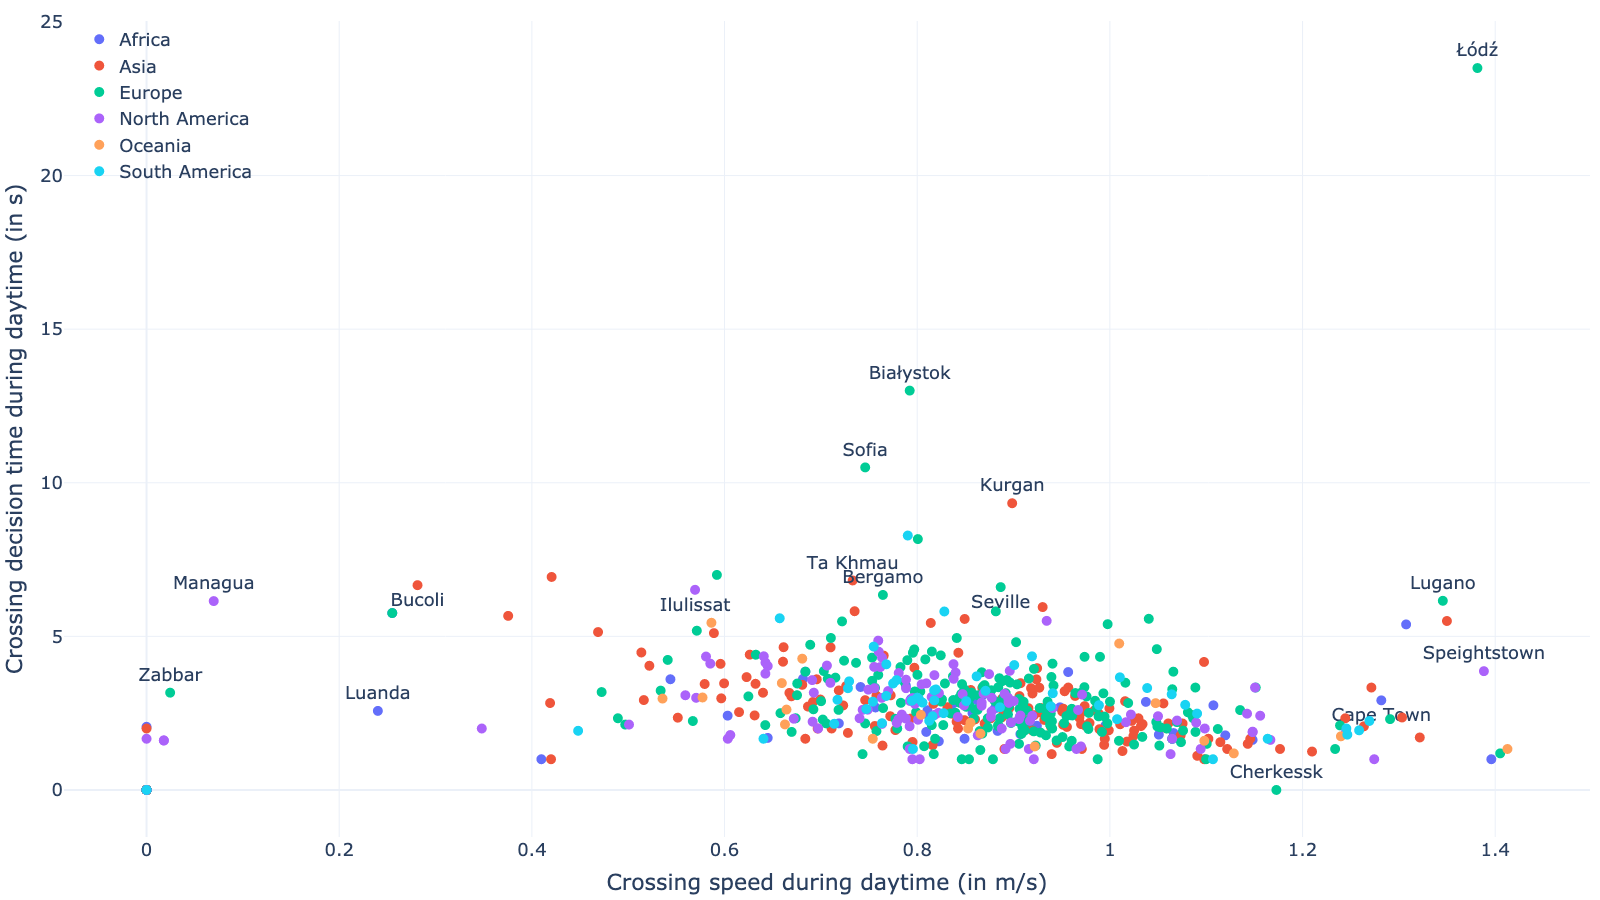 25
Africa
Łódź
Asia
Europe
North America
Oceania
South America
20
15
Białystok
Sofia
10
Kurgan
Ta Khmau
Bergamo
Managua
Lugano
Bucoli
Seville
Ilulissat
5
Speightstown
Zabbar
Luanda
Cape Town
Cherkessk
0
0
0.2
0.4
0.6
0.8
1
1.2
1.4
Crossing speed during daytime (in m/s)
Crossing decision time during daytime (in s)